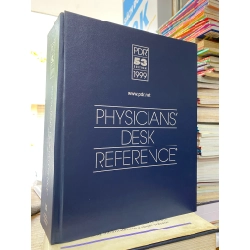 PDR
53
EDITION
1999
www.pdr.net
PHYSICIANS'
DESK
REFERENCE